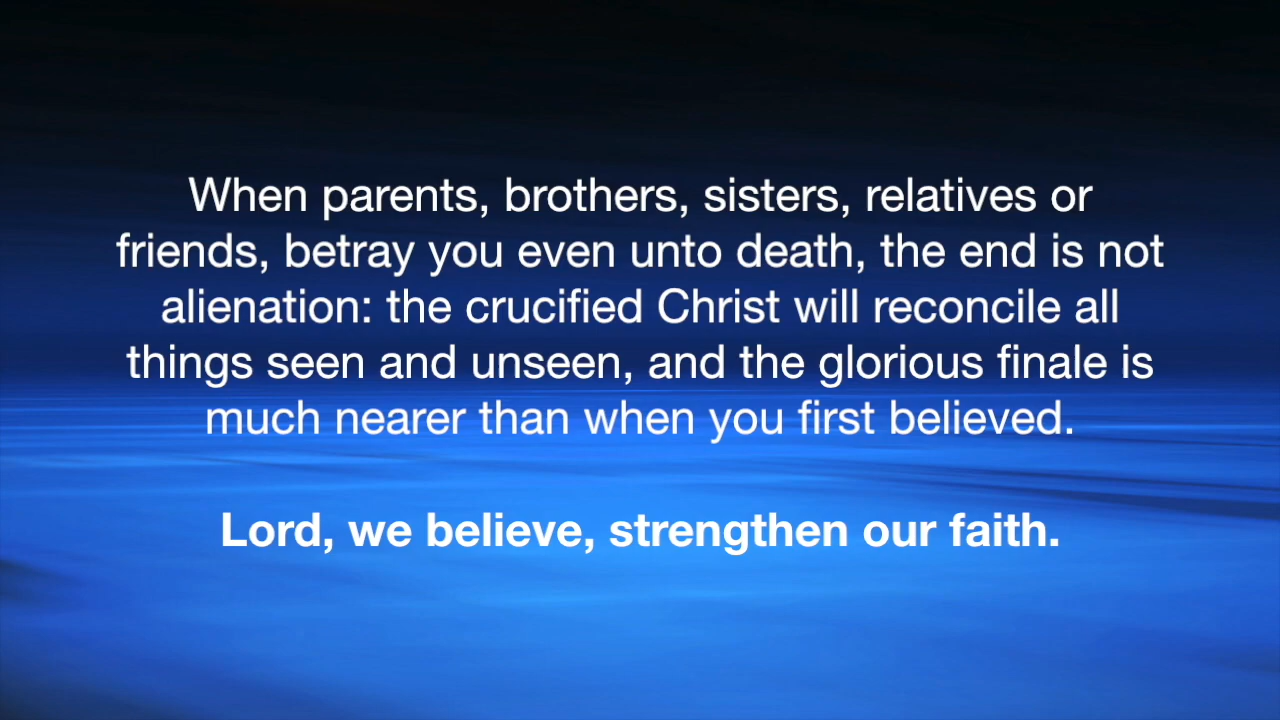 When parents, brothers, sisters, relatives or
friends, betray you even unto death, the end is not
alienation: the crucified Christ will reconcile all
things seen and unseen, and the glorious finale is
much nearer than when you first believed.
Lord, we believe, strengthen our faith.